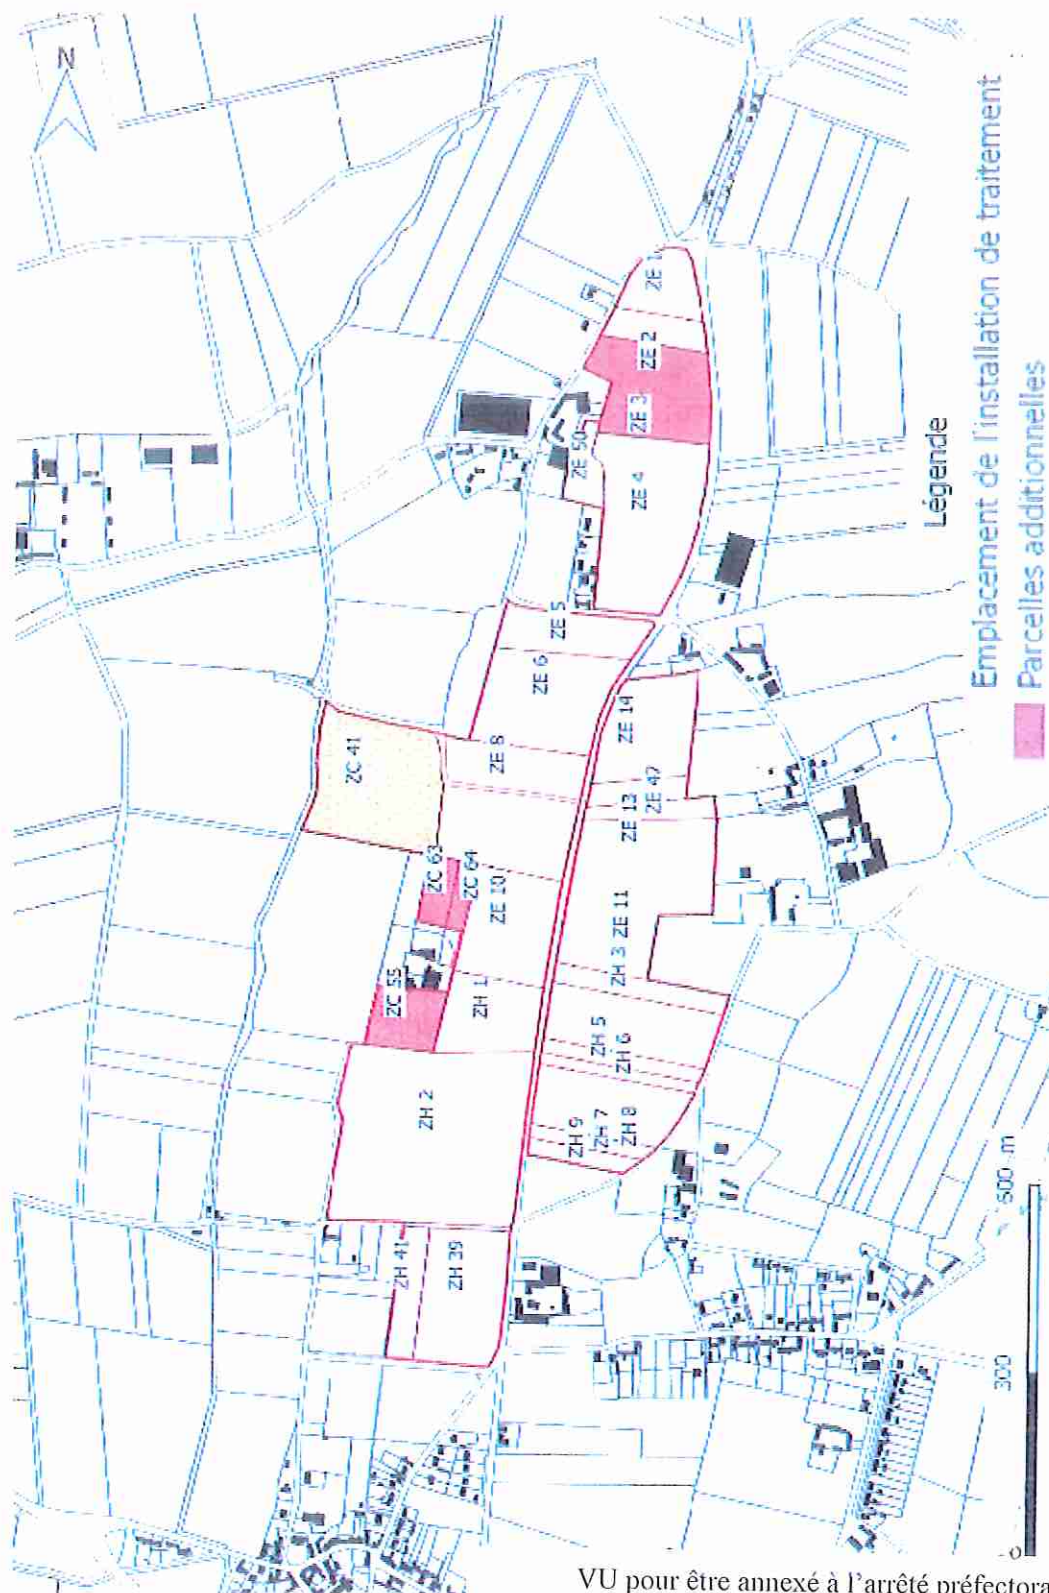 N
ZE 1
ZE 2
ZE 3
ZE 50
ZE 4
ZE 5
ZE 6
ZC 41
ZE 8
ZE 14
ZE 47
ZE 13
ZC 63
ZC 64
ZE 10
ZE 11
ZH 3
ZC 55
ZH 1
ZH 5
ZH 6
ZH 2
ZH 9
ZH 7
ZH 8
ZH 41
ZH 39
Légende
Emplacement de l'installation de traitement
Parcelles additionnelles
0
300
600 m
VU pour être annexé à l'arrêté préfectora